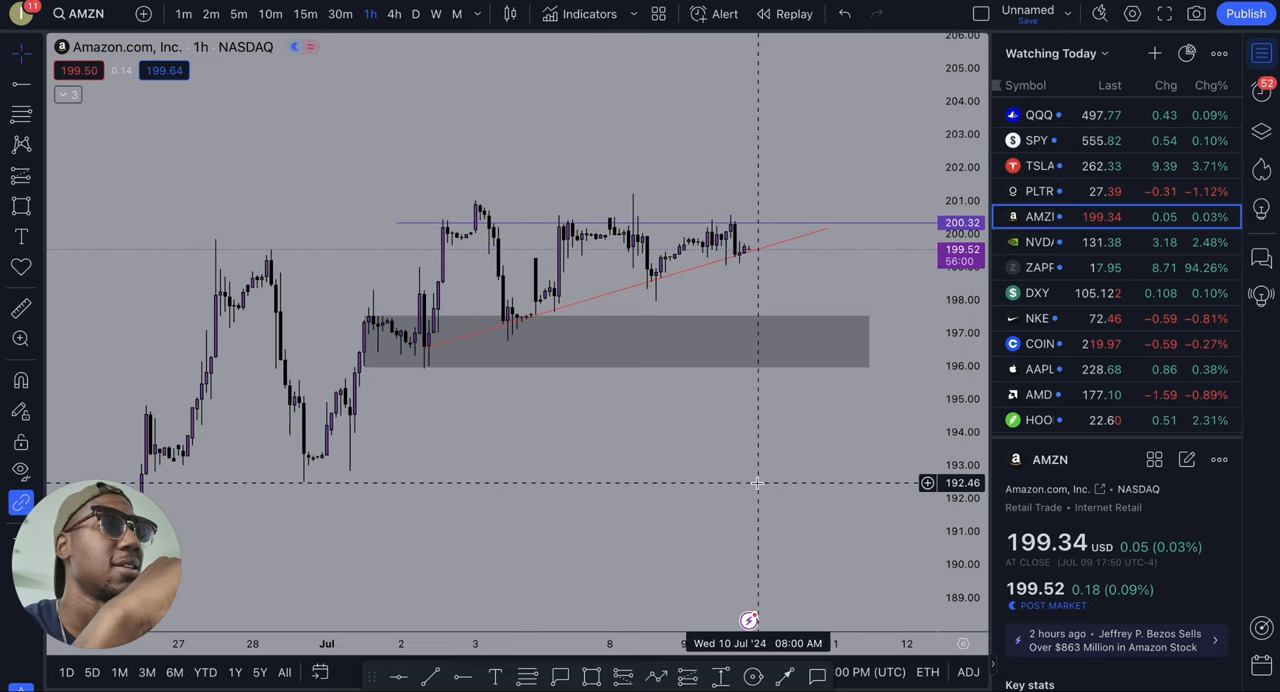 11
AMZN
1m 2m 5m 10m 15m 30m 1h 4h D W M
Indicators
Alert
Replay
Unnamed
Save
Publish
Amazon.com, Inc. · 1h · NASDAQ
199.50 0.14 199.64
3
206.00
205.00
204.00
203.00
202.00
201.00
200.32
200.00
199.52
56:00
198.00
197.00
196.00
195.00
194.00
193.00
192.46
192.00
191.00
190.00
189.00
27 28 Jul 2 3 8 9 Wed 10 Jul '24 08:00 AM 1 12
1D 5D 1M 3M 6M YTD 1Y 5Y All
00 PM (UTC) ETH ADJ
Watching Today
Symbol Last Chg Chg%
QQQ 497.77 0.43 0.09%
SPY 555.82 0.54 0.10%
TSLA 262.33 9.39 3.71%
PLTR 27.39 −0.31 −1.12%
AMZI 199.34 0.05 0.03%
NVD 131.38 3.18 2.48%
ZAPF 17.95 8.71 94.26%
DXY 105.122 0.108 0.10%
NKE 72.46 −0.59 −0.81%
COIN 219.97 −0.59 −0.27%
AAPL 228.68 0.86 0.38%
AMD 177.10 −1.59 −0.89%
HOO 22.60 0.51 2.31%
AMZN
Amazon.com, Inc. • NASDAQ
Retail Trade • Internet Retail
199.34 USD 0.05 (0.03%)
AT CLOSE (JUL 09 17:50 UTC-4)
199.52 0.18 (0.09%)
POST MARKET
2 hours ago • Jeffrey P. Bezos Sells
Over $863 Million in Amazon Stock
Key stats
52